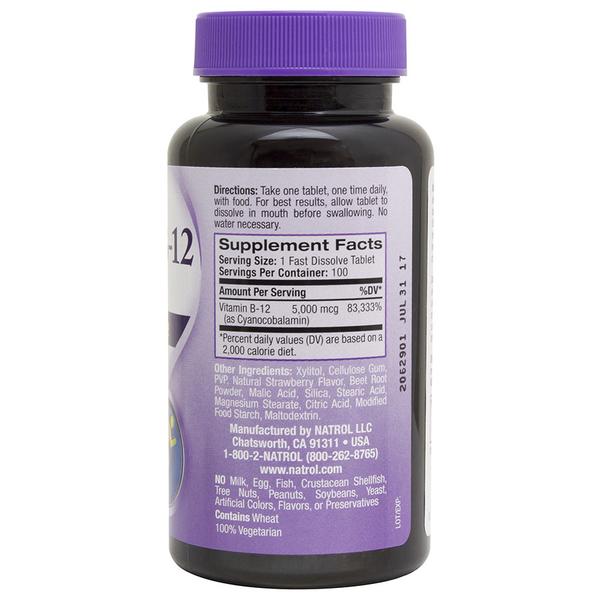 -12
Directions: Take one tablet, one time daily,
with food. For best results, allow tablet to
dissolve in mouth before swallowing. No
water necessary.
Supplement Facts
Serving Size: 1 Fast Dissolve Tablet
Servings Per Container: 100
Amount Per Serving %DV*
Vitamin B-12 5,000 mcg 83,333%
(as Cyanocobalamin)
*Percent daily values (DV) are based on a
2,000 calorie diet.
Other Ingredients: Xylitol, Cellulose Gum,
PVP, Natural Strawberry Flavor, Beet Root
Powder, Malic Acid, Silica, Stearic Acid,
Magnesium Stearate, Citric Acid, Modified
Food Starch, Maltodextrin.
Manufactured by NATROL LLC
Chatsworth, CA 91311 • USA
1-800-2-NATROL (800-262-8765)
www.natrol.com
NO Milk, Egg, Fish, Crustacean Shellfish,
Tree Nuts, Peanuts, Soybeans, Yeast,
Artificial Colors, Flavors, or Preservatives
Contains Wheat
100% Vegetarian
2062901 JUL 31 17
LOT/EXP.